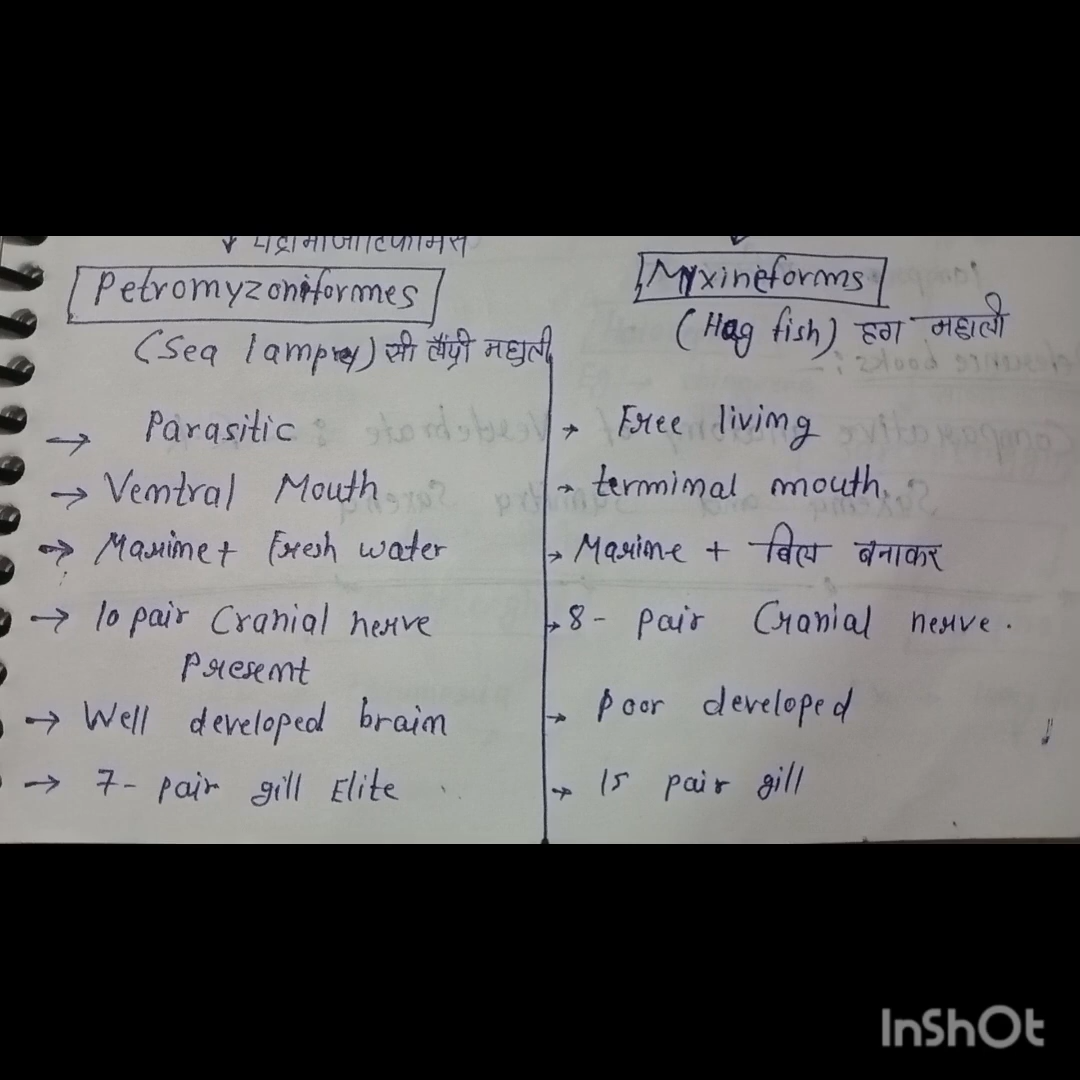 Petromyzoniformes
(Sea lamprey) सी लैंप्री मछली
→ Parasitic
→ Ventral Mouth
→ Marine + Fresh water
→ 10 pair Cranial nerve
Present
→ Well developed brain
→ 7- pair gill Elite
Myxineforms
(Hag fish) हग मछली
→ Free living
→ terminal mouth.
→ Marine + बिल बनाकर
→ 8- pair Cranial nerve.
→ Poor developed
→ 15 pair gill
InShOt